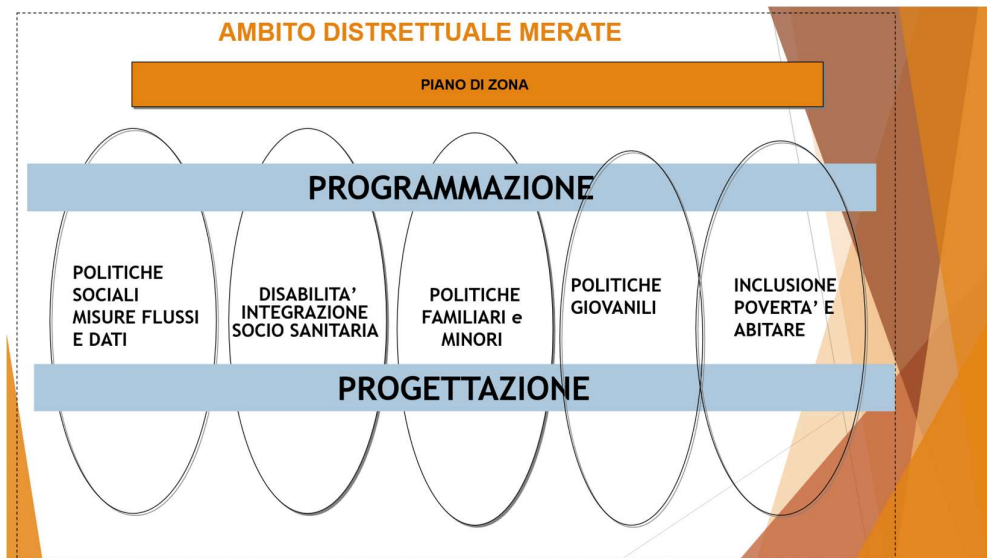 AMBITO DISTRETTUALE MERATE
PIANO DI ZONA
PROGRAMMAZIONE
POLITICHE
SOCIALI
MISURE FLUSSI
E DATI
DISABILITA’
INTEGRAZIONE
SOCIO SANITARIA
POLITICHE
FAMILIARI e
MINORI
POLITICHE
GIOVANILI
INCLUSIONE
POVERTA’ E
ABITARE
PROGETTAZIONE